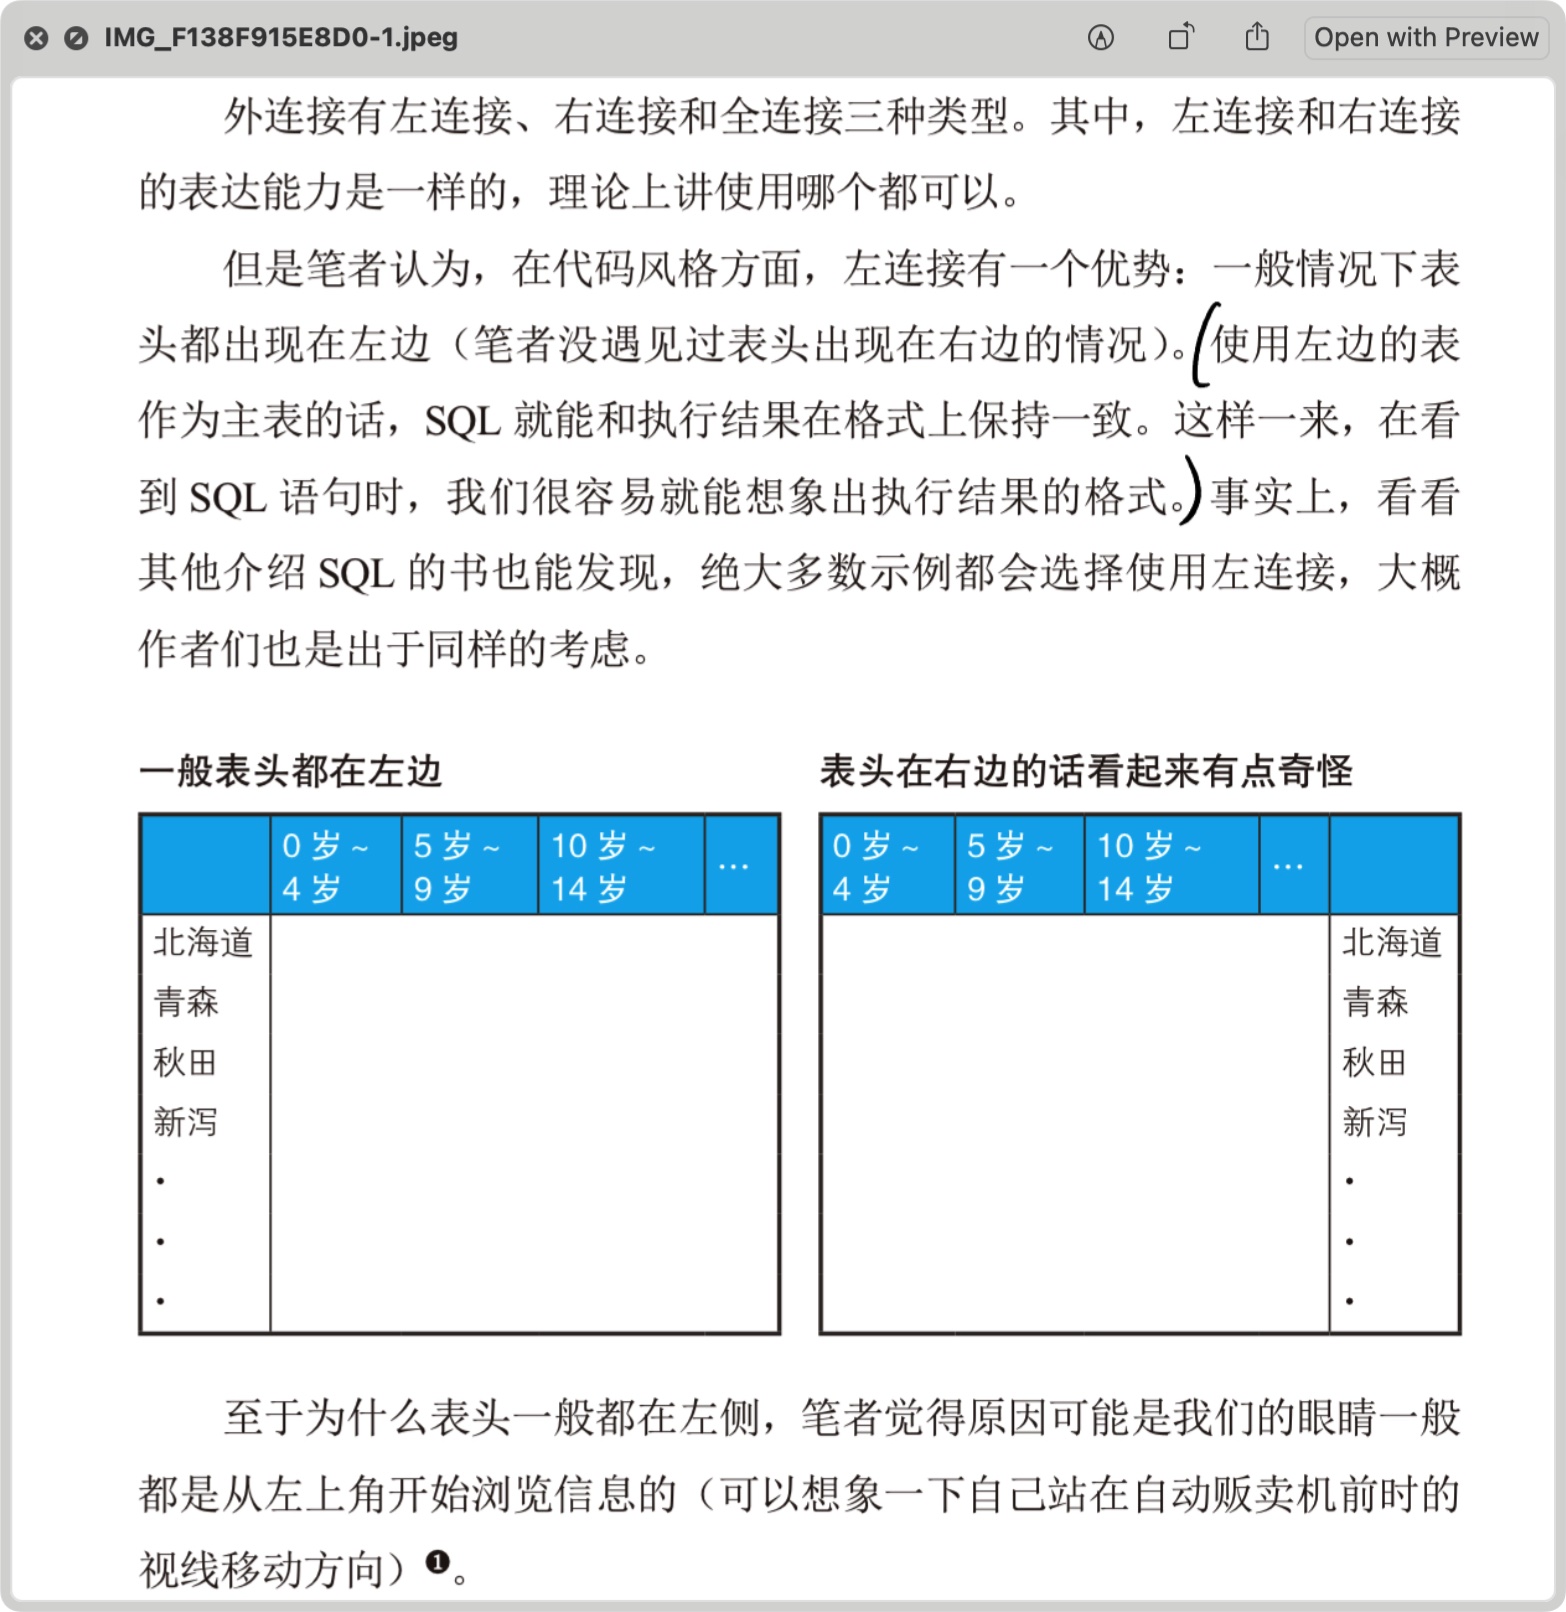 IMG_F138F915E8D0-1.jpeg
Open with Preview
外连接有左连接、右连接和全连接三种类型。其中，左连接和右连接
的表达能力是一样的，理论上讲使用哪个都可以。
但是笔者认为，在代码风格方面，左连接有一个优势：一般情况下表
头都出现在左边（笔者没遇见过表头出现在右边的情况）。(使用左边的表
作为主表的话，SQL 就能和执行结果在格式上保持一致。这样一来，在看
到 SQL 语句时，我们很容易就能想象出执行结果的格式。)事实上，看看
其他介绍 SQL 的书也能发现，绝大多数示例都会选择使用左连接，大概
作者们也是出于同样的考虑。
一般表头都在左边
0 岁 ~ 5 岁 ~ 10 岁 ~ …
4 岁 9 岁 14 岁
北海道
青森
秋田
新泻
·
·
·
表头在右边的话看起来有点奇怪
0 岁 ~ 5 岁 ~ 10 岁 ~ …
4 岁 9 岁 14 岁
北海道
青森
秋田
新泻
·
·
·
至于为什么表头一般都在左侧，笔者觉得原因可能是我们的眼睛一般
都是从左上角开始浏览信息的（可以想象一下自己站在自动贩卖机前时的
视线移动方向）❶。